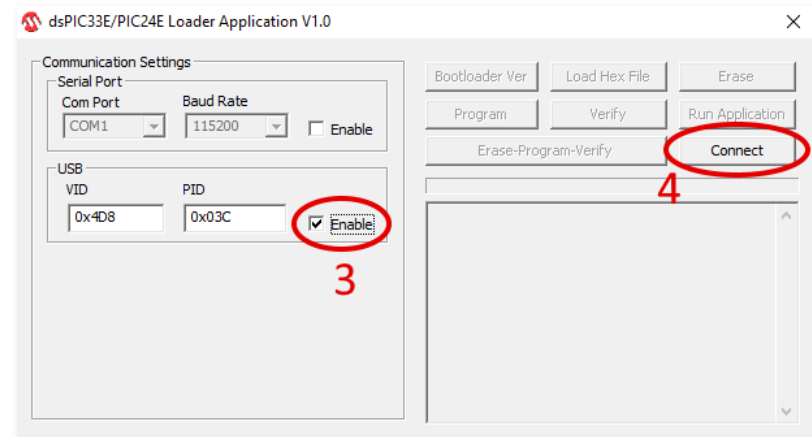 dsPIC33E/PIC24E Loader Application V1.0
Communication Settings
Serial Port
Com Port Baud Rate
COM1 115200 Enable
USB
VID PID
0x4D8 0x03C Enable
3
Bootloader Ver Load Hex File Erase
Program Verify Run Application
Erase-Program-Verify Connect
4